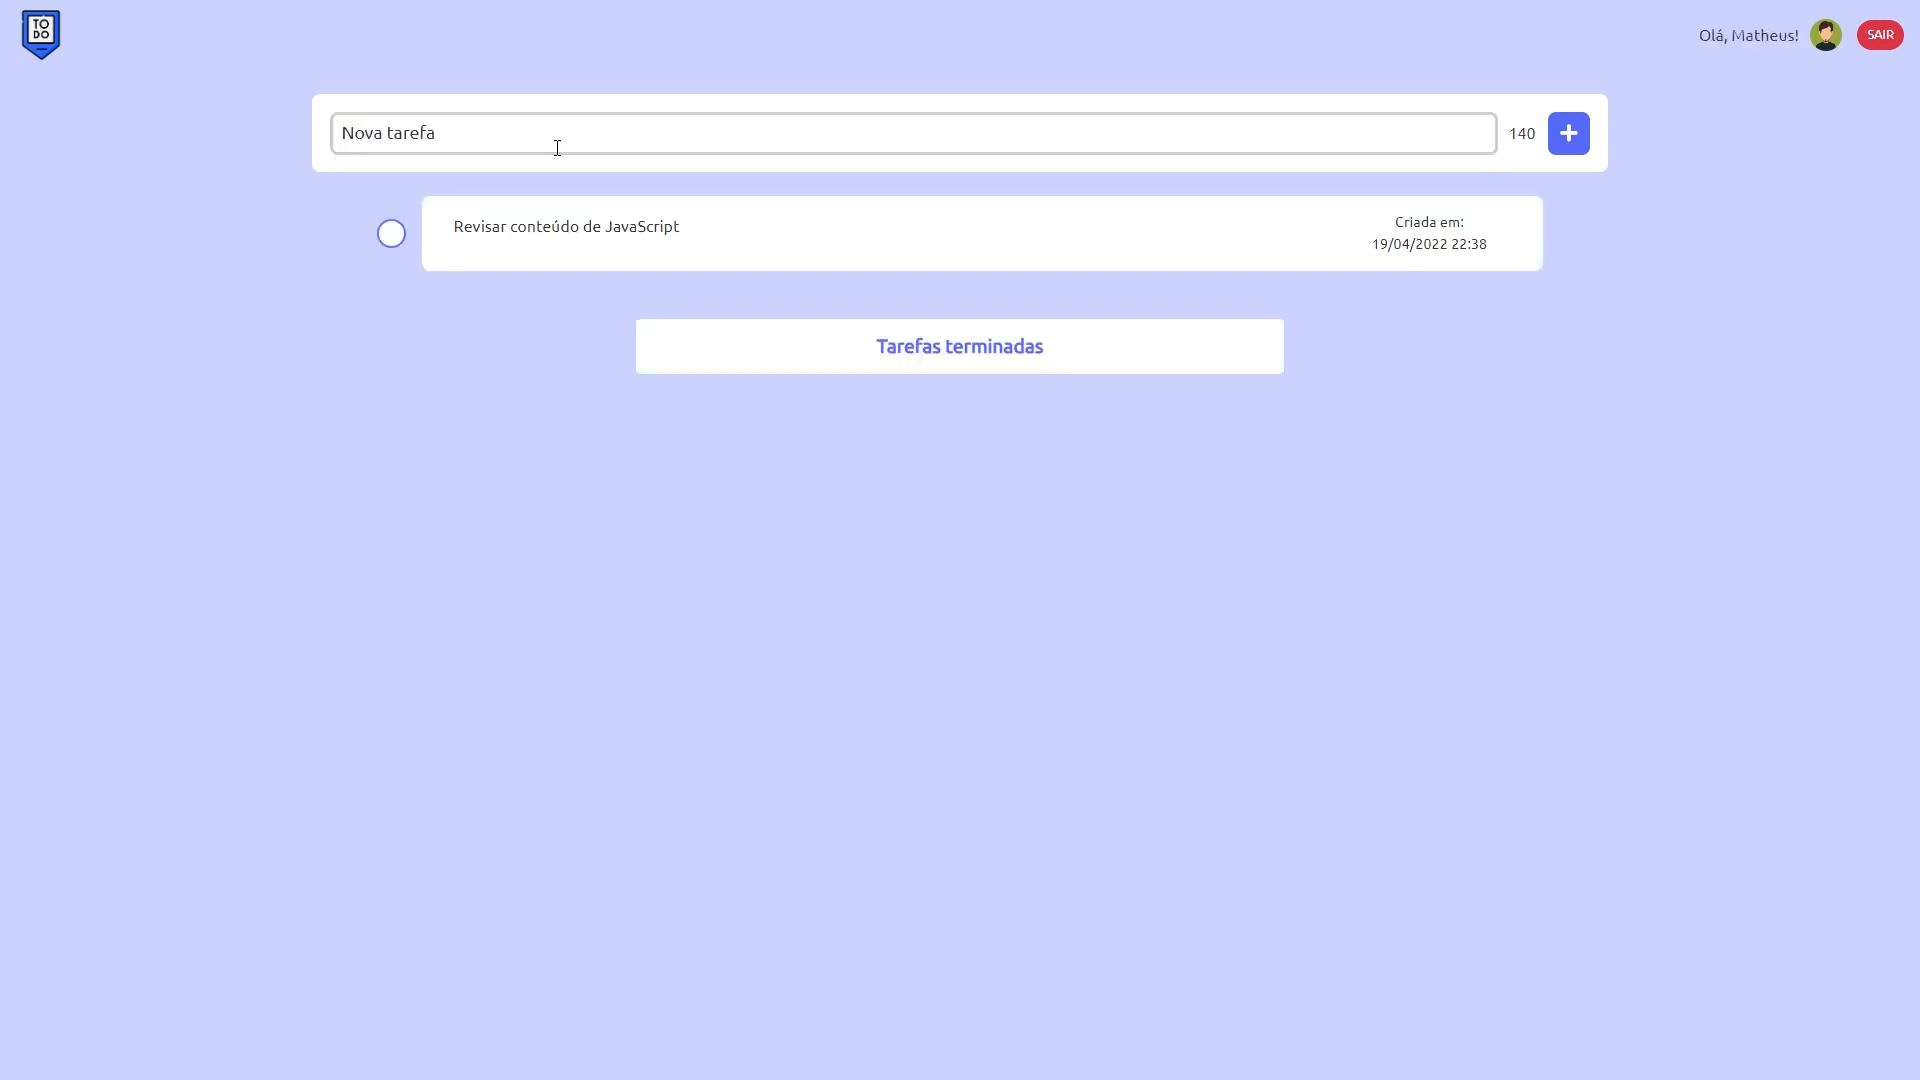 TO
DO
Olá, Matheus!
SAIR
Nova tarefa
140
+
Revisar conteúdo de JavaScript
Criada em:
19/04/2022 22:38
Tarefas terminadas